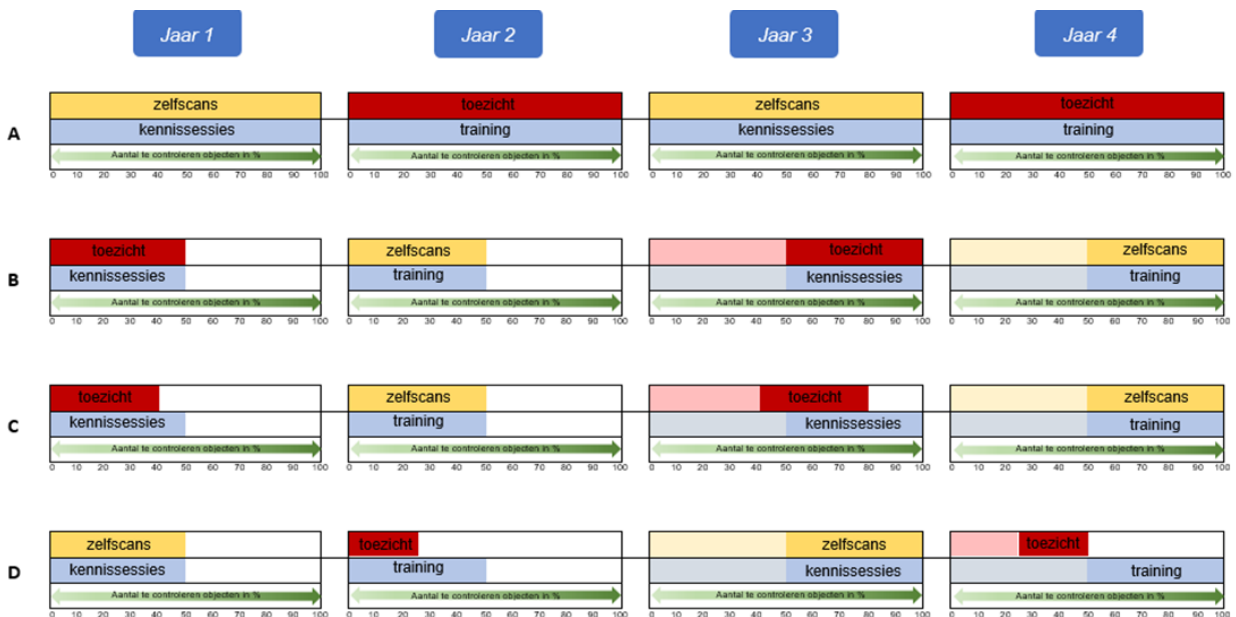 Jaar 1 Jaar 2 Jaar 3 Jaar 4
zelfscans toezicht zelfscans toezicht
A kennissessies training kennissessies training
Aantal te controleren objecten in % Aantal te controleren objecten in % Aantal te controleren objecten in % Aantal te controleren objecten in %
0 10 20 30 40 50 60 70 80 90 100 0 10 20 30 40 50 60 70 80 90 100 0 10 20 30 40 50 60 70 80 90 100 0 10 20 30 40 50 60 70 80 90 100
toezicht zelfscans toezicht zelfscans
B kennissessies training kennissessies training
Aantal te controleren objecten in % Aantal te controleren objecten in % Aantal te controleren objecten in % Aantal te controleren objecten in %
0 10 20 30 40 50 60 70 80 90 100 0 10 20 30 40 50 60 70 80 90 100 0 10 20 30 40 50 60 70 80 90 100 0 10 20 30 40 50 60 70 80 90 100
toezicht zelfscans toezicht zelfscans
C kennissessies training kennissessies training
Aantal te controleren objecten in % Aantal te controleren objecten in % Aantal te controleren objecten in % Aantal te controleren objecten in %
0 10 20 30 40 50 60 70 80 90 100 0 10 20 30 40 50 60 70 80 90 100 0 10 20 30 40 50 60 70 80 90 100 0 10 20 30 40 50 60 70 80 90 100
zelfscans toezicht zelfscans toezicht
D kennissessies training kennissessies training
Aantal te controleren objecten in % Aantal te controleren objecten in % Aantal te controleren objecten in % Aantal te controleren objecten in %
0 10 20 30 40 50 60 70 80 90 100 0 10 20 30 40 50 60 70 80 90 100 0 10 20 30 40 50 60 70 80 90 100 0 10 20 30 40 50 60 70 80 90 100